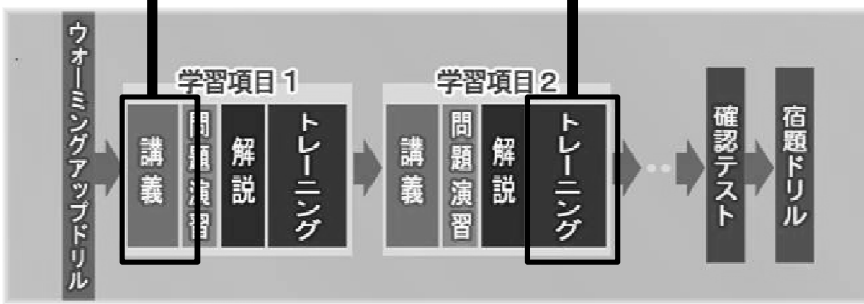 ウォーミングアップドリル
学習項目1
講義
問題演習
解説
トレーニング
学習項目2
講義
問題演習
解説
トレーニング
確認テスト
宿題ドリル